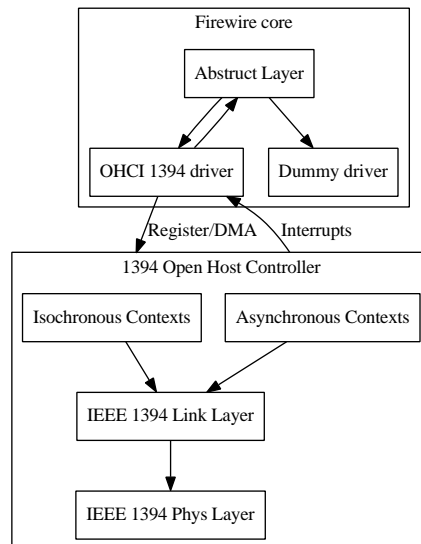 Firewire core
Abstruct Layer
OHCI 1394 driver
Dummy driver
Register/DMA
Interrupts
1394 Open Host Controller
Isochronous Contexts
Asynchronous Contexts
IEEE 1394 Link Layer
IEEE 1394 Phys Layer